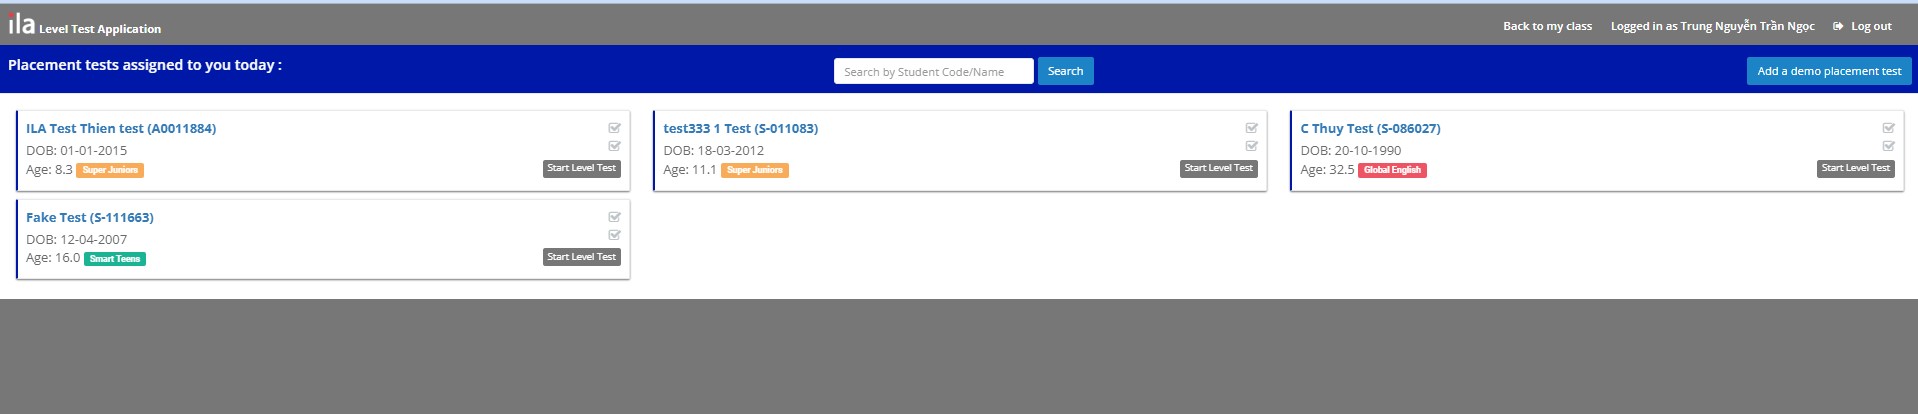 ila Level Test Application
Back to my class Logged in as Trung Nguyễn Trần Ngọc Log out
Placement tests assigned to you today :
Search by Student Code/Name Search
Add a demo placement test
ILA Test Thien test (A0011884)
DOB: 01-01-2015
Age: 8.3 Super Juniors
Start Level Test
test333 1 Test (S-011083)
DOB: 18-03-2012
Age: 11.1 Super Juniors
Start Level Test
C Thuy Test (S-086027)
DOB: 20-10-1990
Age: 32.5 Global English
Start Level Test
Fake Test (S-111663)
DOB: 12-04-2007
Age: 16.0 Smart Teens
Start Level Test